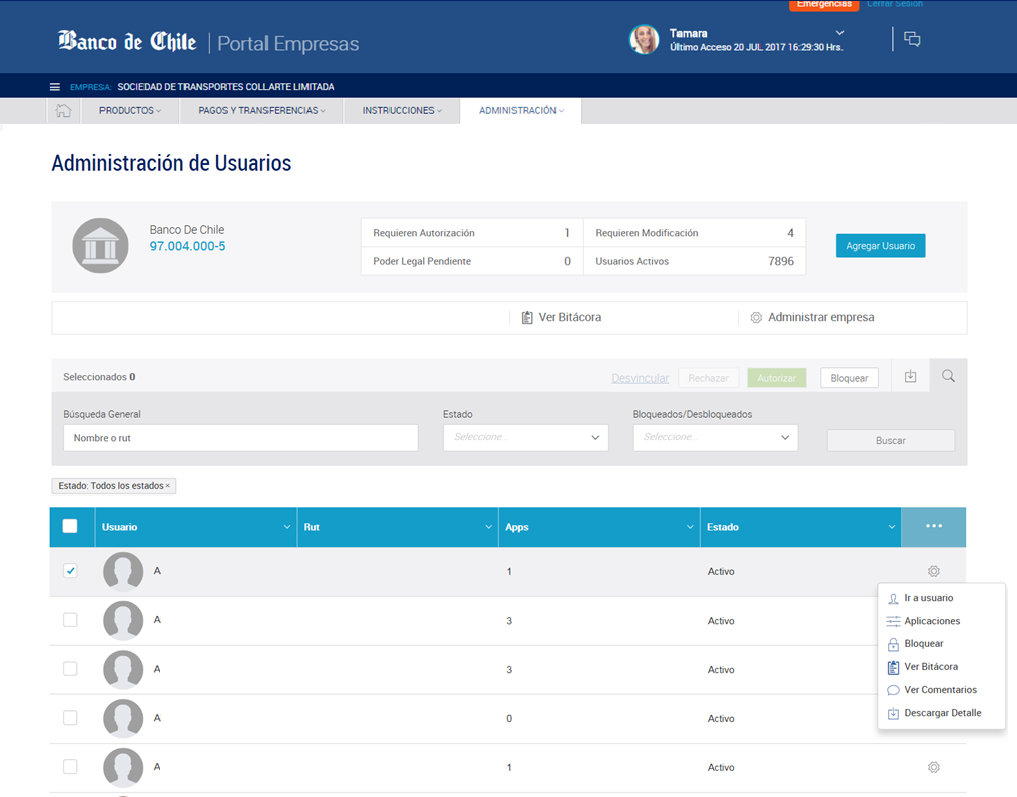 Emergencias Cerrar Sesión
Banco de Chile | Portal Empresas
Tamara
Último Acceso 20 JUL 2017 16:29:30 Hrs.
EMPRESA: SOCIEDAD DE TRANSPORTES COLLARTE LIMITADA
PRODUCTOS PAGOS Y TRANSFERENCIAS INSTRUCCIONES ADMINISTRACIÓN
Administración de Usuarios
Banco De Chile
97.004.000-5
Requieren Autorización 1 Requieren Modificación 4
Poder Legal Pendiente 0 Usuarios Activos 7896
Agregar Usuario
Ver Bitácora Administrar empresa
Seleccionados 0 Desvincular Rechazar Autorizar Bloquear
Búsqueda General Estado Bloqueados/Desbloqueados
Nombre o rut Seleccione... Seleccione... Buscar
Estado: Todos los estados ×
Usuario Rut Apps Estado •••
A 1 Activo
A 3 Activo
A 3 Activo
A 0 Activo
A 1 Activo
Ir a usuario
Aplicaciones
Bloquear
Ver Bitácora
Ver Comentarios
Descargar Detalle